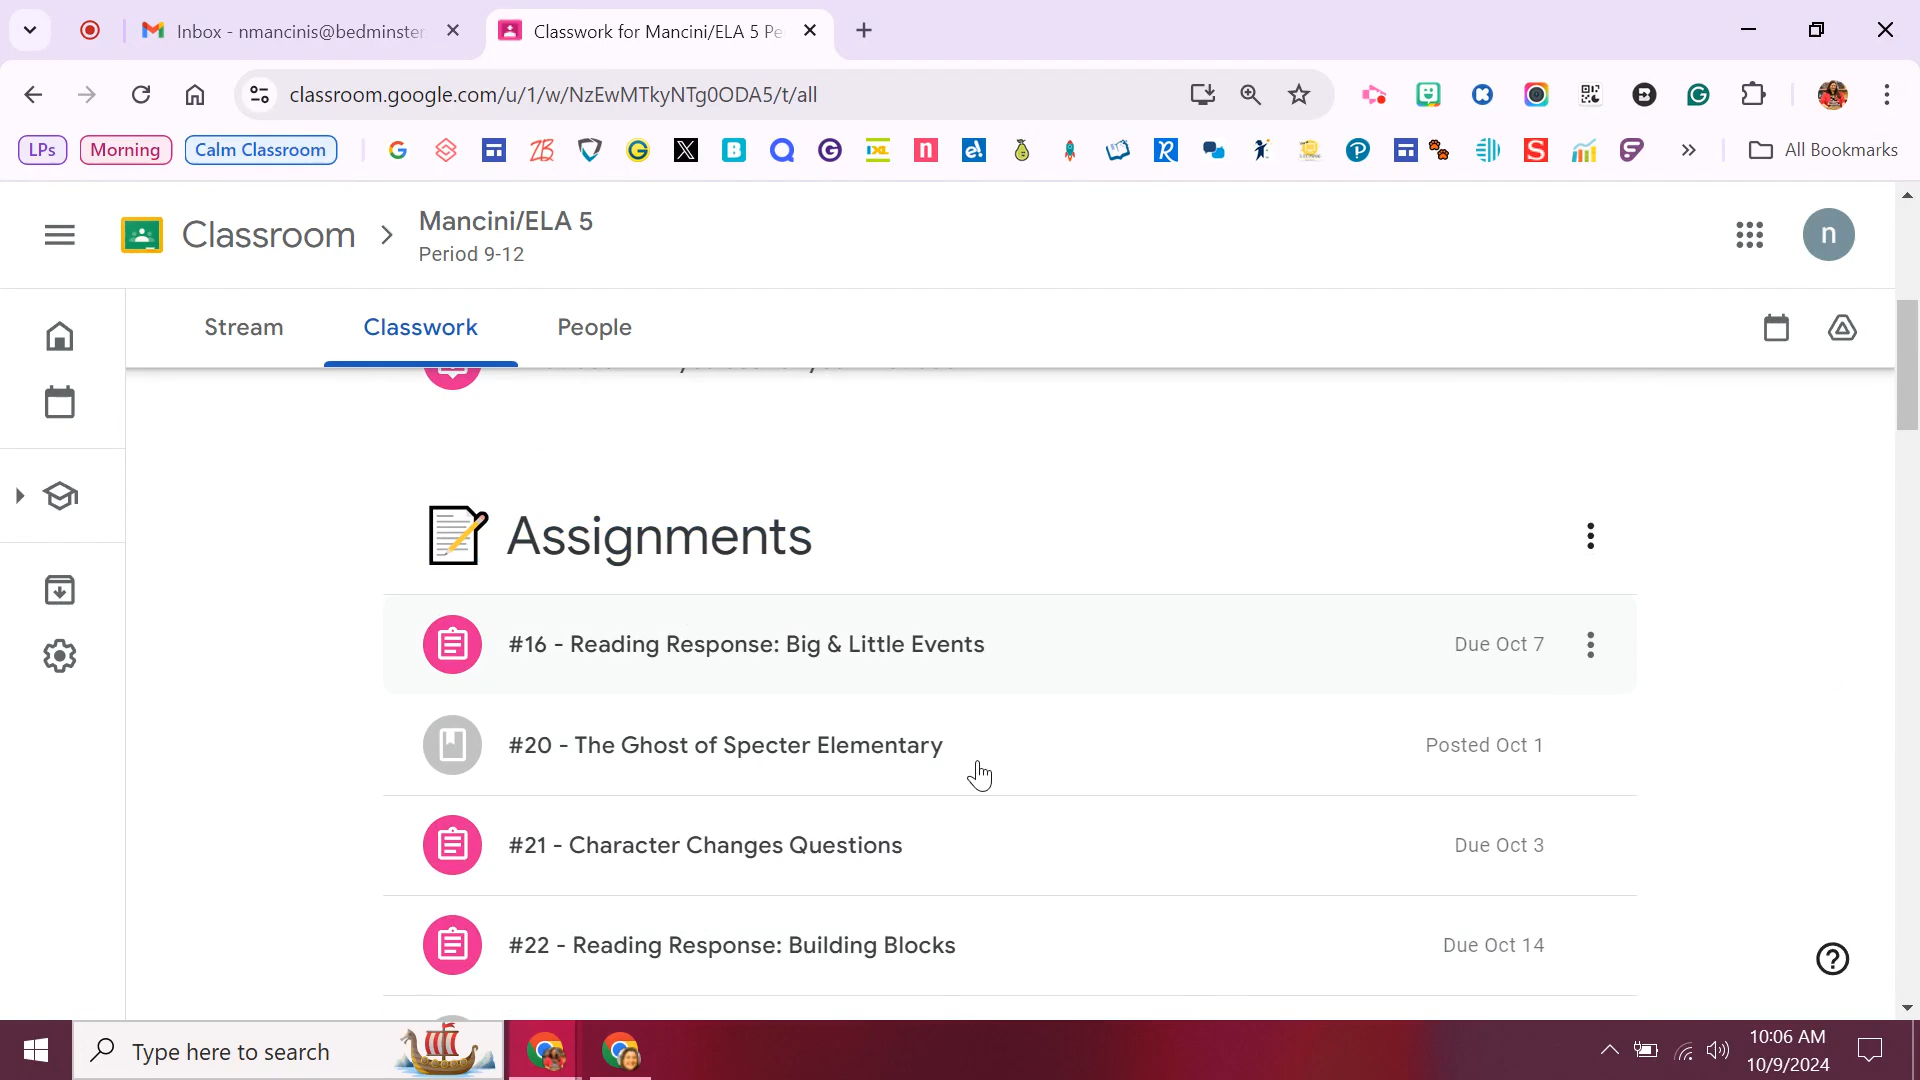 Inbox - nmancinis@bedminster
Classwork for Mancini/ELA 5 Pe
classroom.google.com/u/1/w/NzEwMTkyNTg0ODA5/t/all
LPs
Morning
Calm Classroom
All Bookmarks
Classroom
Mancini/ELA 5
Period 9-12
n
Stream
Classwork
People
Assignments
#16 - Reading Response: Big & Little Events
Due Oct 7
#20 - The Ghost of Specter Elementary
Posted Oct 1
#21 - Character Changes Questions
Due Oct 3
#22 - Reading Response: Building Blocks
Due Oct 14
Type here to search
10:06 AM
10/9/2024